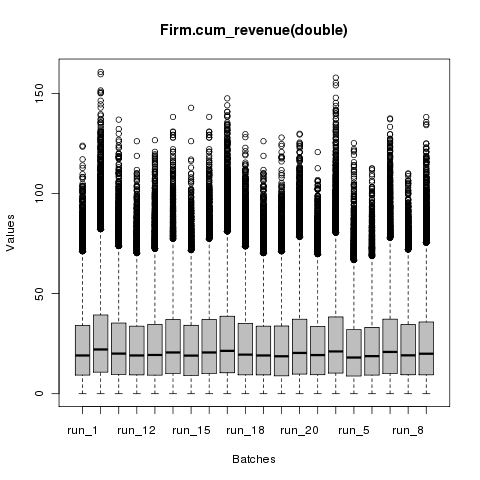 Firm.cum_revenue(double)
Values
150
100
50
0
run_1 run_12 run_15 run_18 run_20 run_5 run_8
Batches